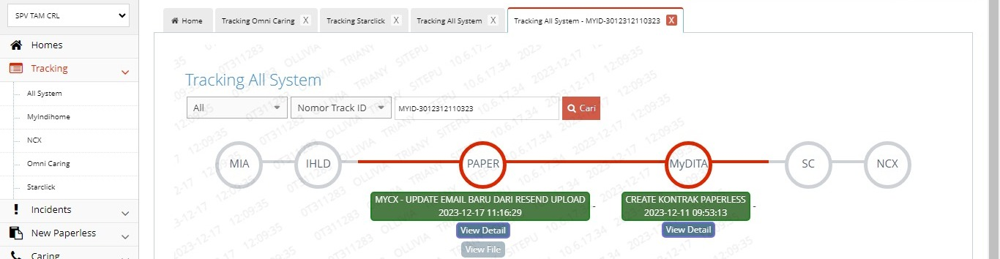 SPV TAM CRL
Homes
Tracking
All System
MyIndihome
NCX
Omni Caring
Starclick
Incidents
New Paperless
Caring
Home
Tracking Omni Caring X
Tracking Starclick X
Tracking All System X
Tracking All System - MYID-3012312110323 X
Tracking All System
All
Nomor Track ID
MYID-3012312110323
Cari
MIA
IHLD
PAPER
MyDITA
SC
NCX
MYCX - UPDATE EMAIL BARU DARI RESEND UPLOAD
2023-12-17 11:16:29
-
View Detail
View File
CREATE KONTRAK PAPERLESS
2023-12-11 09:53:13
-
View Detail
OLLIVIA TRIANY SITEPU 10.6.17.34 2023-12-17 12:09:35